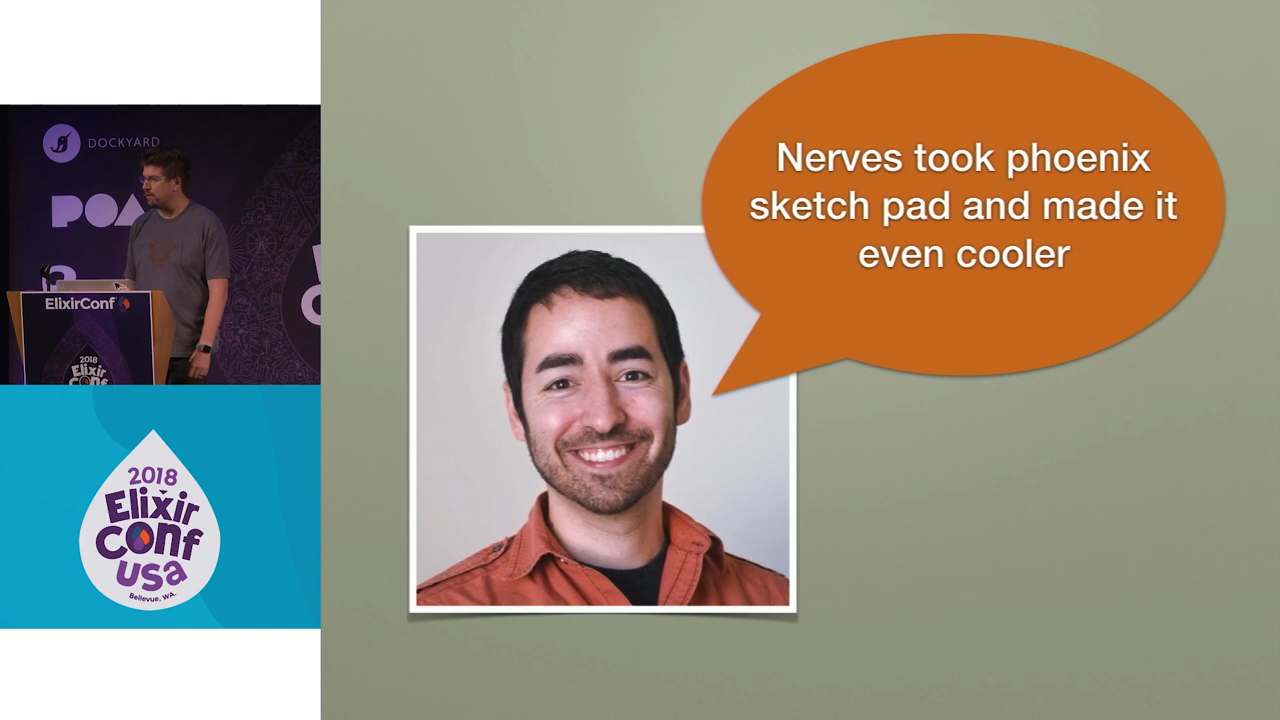 DOCKYARD
POA
ElixirConf
2018
Elixir
Conf
2018
Elixir
Conf
usa
Bellevue, WA.
Nerves took phoenix
sketch pad and made it
even cooler